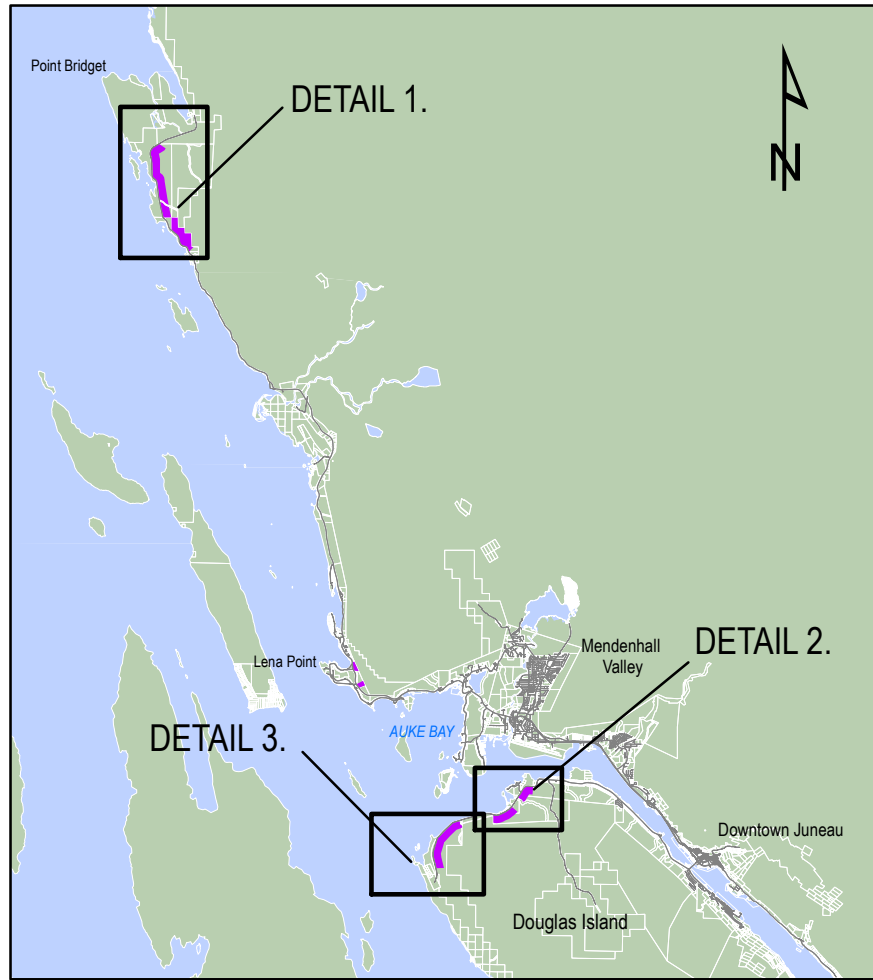 Point Bridget
DETAIL 1.
N
Lena Point
Mendenhall
Valley
DETAIL 2.
AUKE BAY
DETAIL 3.
Downtown Juneau
Douglas Island